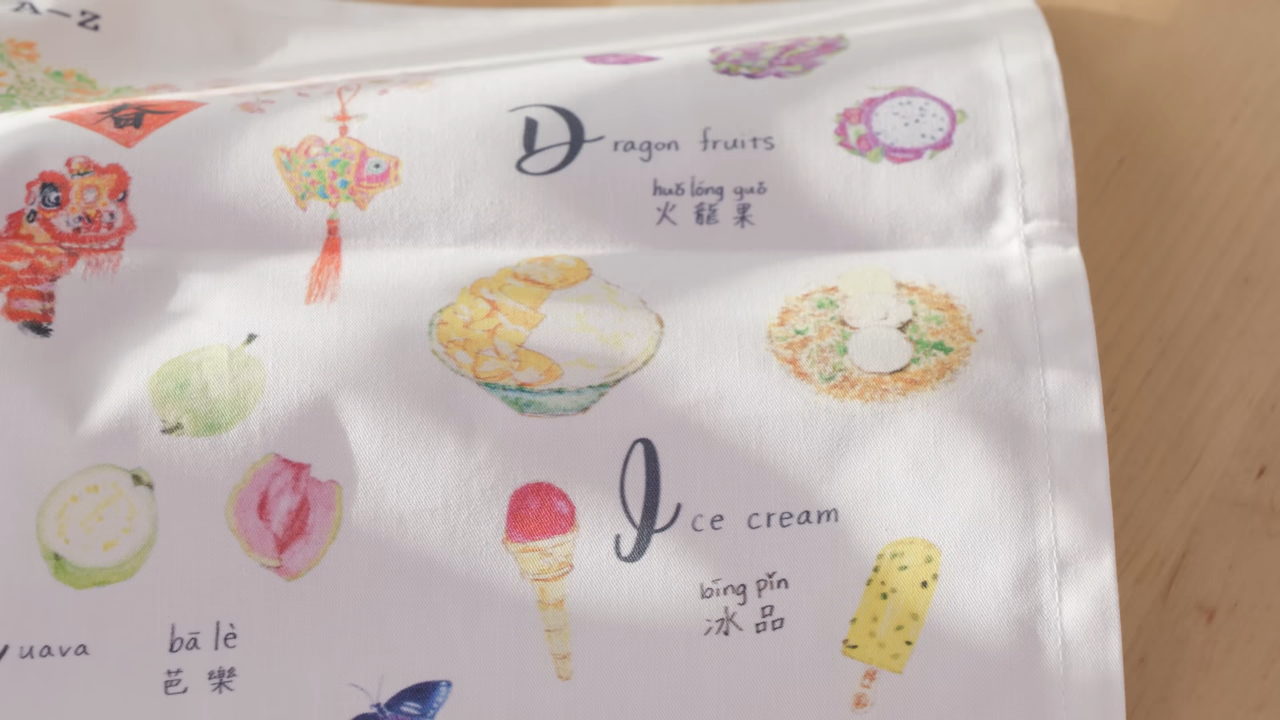 A-Z
春
Dragon fruits
huǒ lóng guǒ
火 龍 果
Ice cream
bīng pǐn
冰 品
uava
bā lè
芭 樂